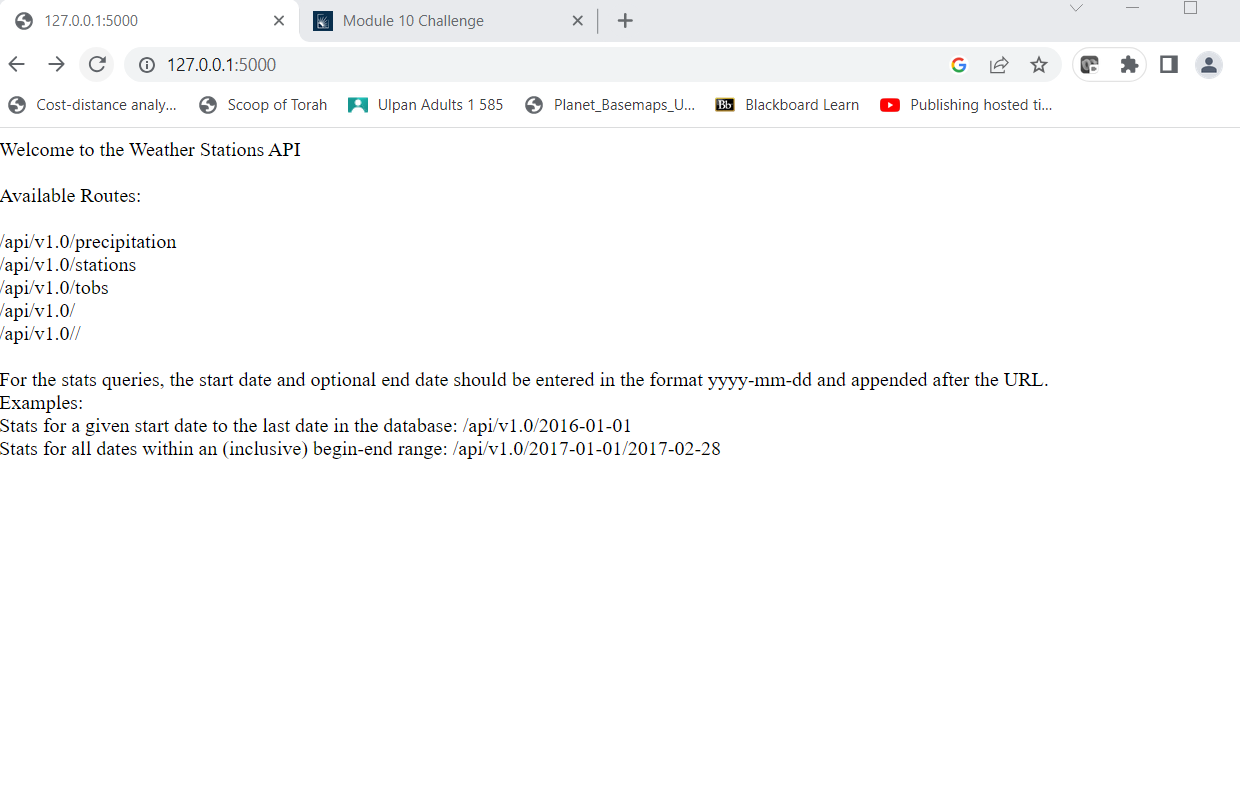 127.0.0.1:5000
Module 10 Challenge
127.0.0.1:5000
Cost-distance analy...
Scoop of Torah
Ulpan Adults 1 585
Planet_Basemaps_U...
Bb
Blackboard Learn
Publishing hosted ti...
Welcome to the Weather Stations API
Available Routes:
/api/v1.0/precipitation
/api/v1.0/stations
/api/v1.0/tobs
/api/v1.0/
/api/v1.0//
For the stats queries, the start date and optional end date should be entered in the format yyyy-mm-dd and appended after the URL.
Examples:
Stats for a given start date to the last date in the database: /api/v1.0/2016-01-01
Stats for all dates within an (inclusive) begin-end range: /api/v1.0/2017-01-01/2017-02-28